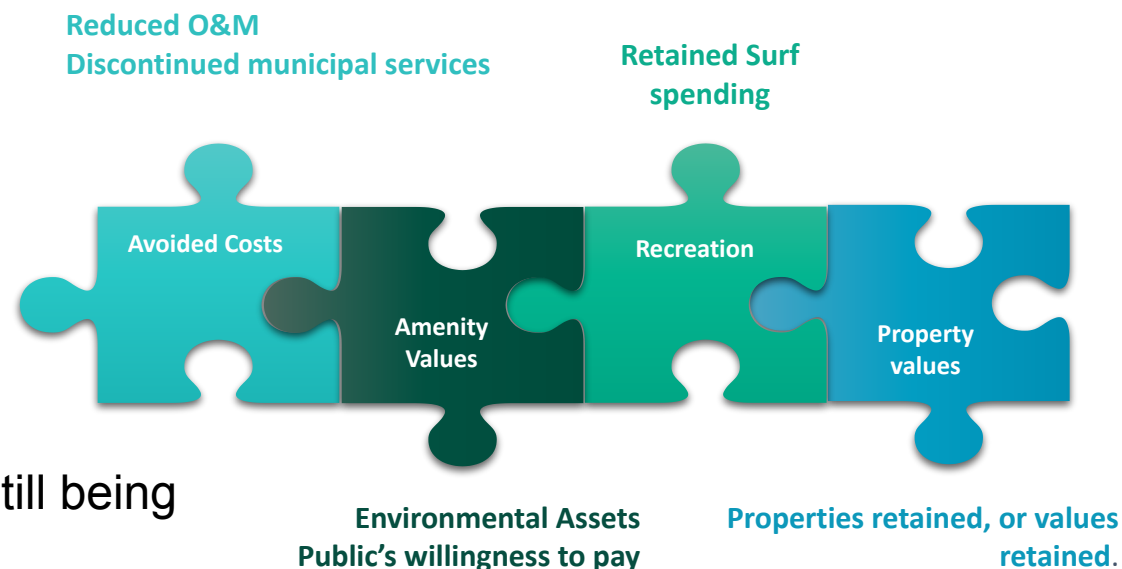 Reduced O&M
Discontinued municipal services
Retained Surf
spending
Avoided Costs
Amenity
Values
Recreation
Property
values
till being
Environmental Assets
Public's willingness to pay
Properties retained, or values
retained.